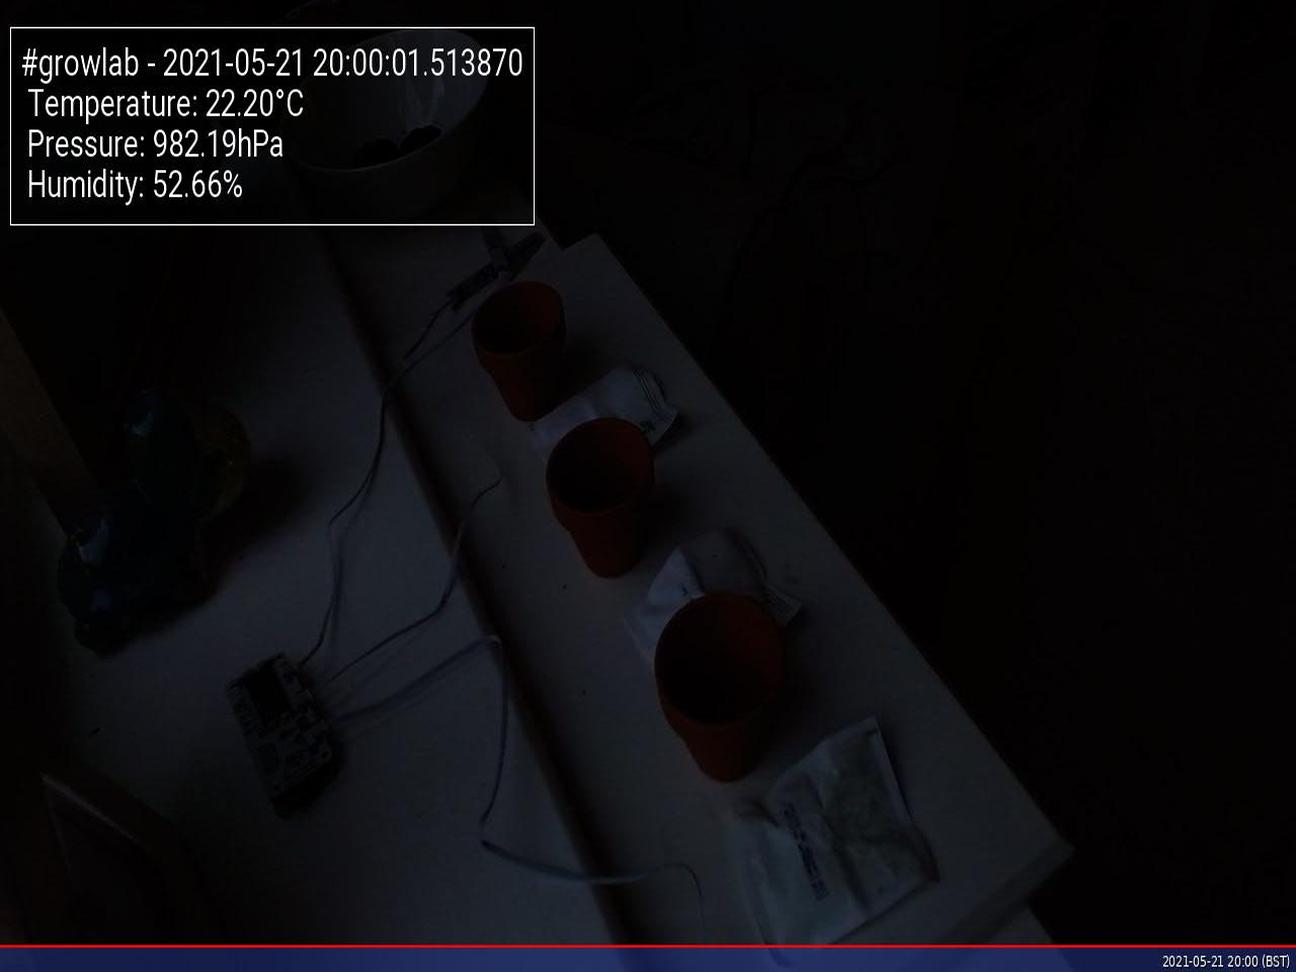 #growlab - 2021-05-21 20:00:01.513870
Temperature: 22.20°C
Pressure: 982.19hPa
Humidity: 52.66%
2021-05-21 20:00 (BST)